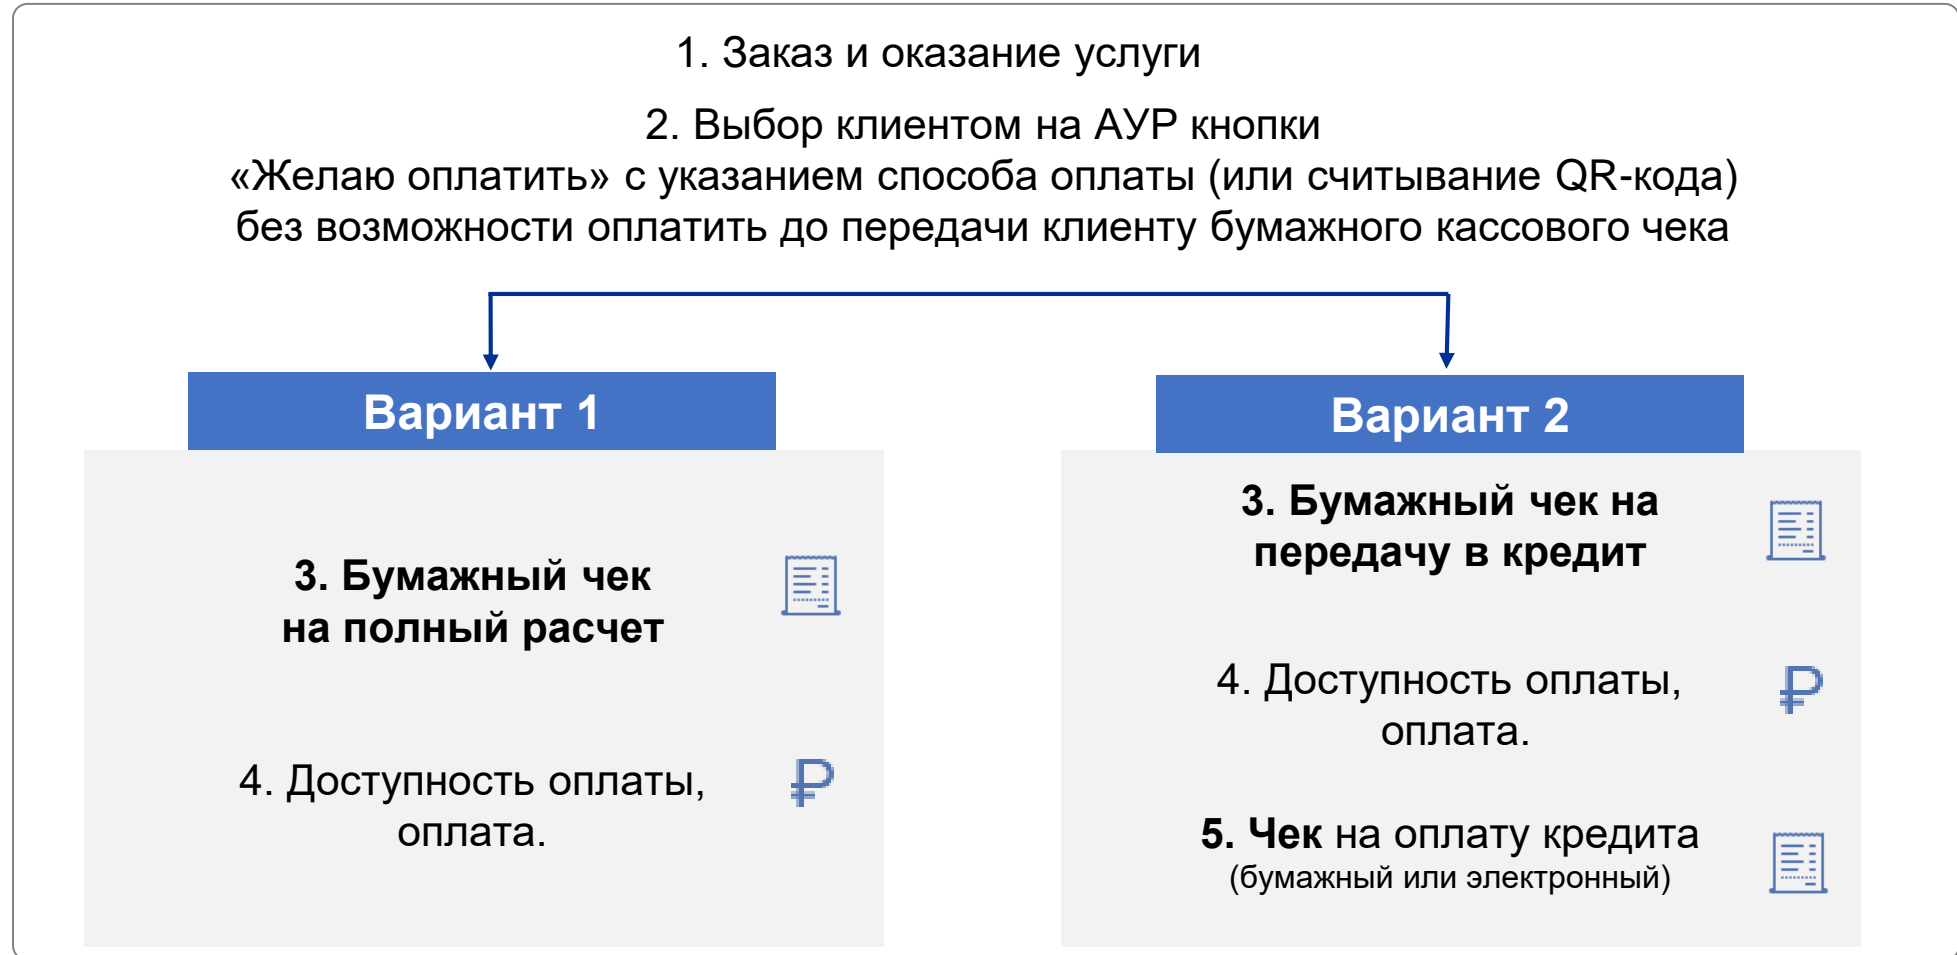 1. Заказ и оказание услуги
2. Выбор клиентом на АУР кнопки
«Желаю оплатить» с указанием способа оплаты (или считывание QR-кода)
без возможности оплатить до передачи клиенту бумажного кассового чека
Вариант 1
3. Бумажный чек
на полный расчет
4. Доступность оплаты,
оплата.
Вариант 2
3. Бумажный чек на
передачу в кредит
4. Доступность оплаты,
оплата.
5. Чек на оплату кредита
(бумажный или электронный)